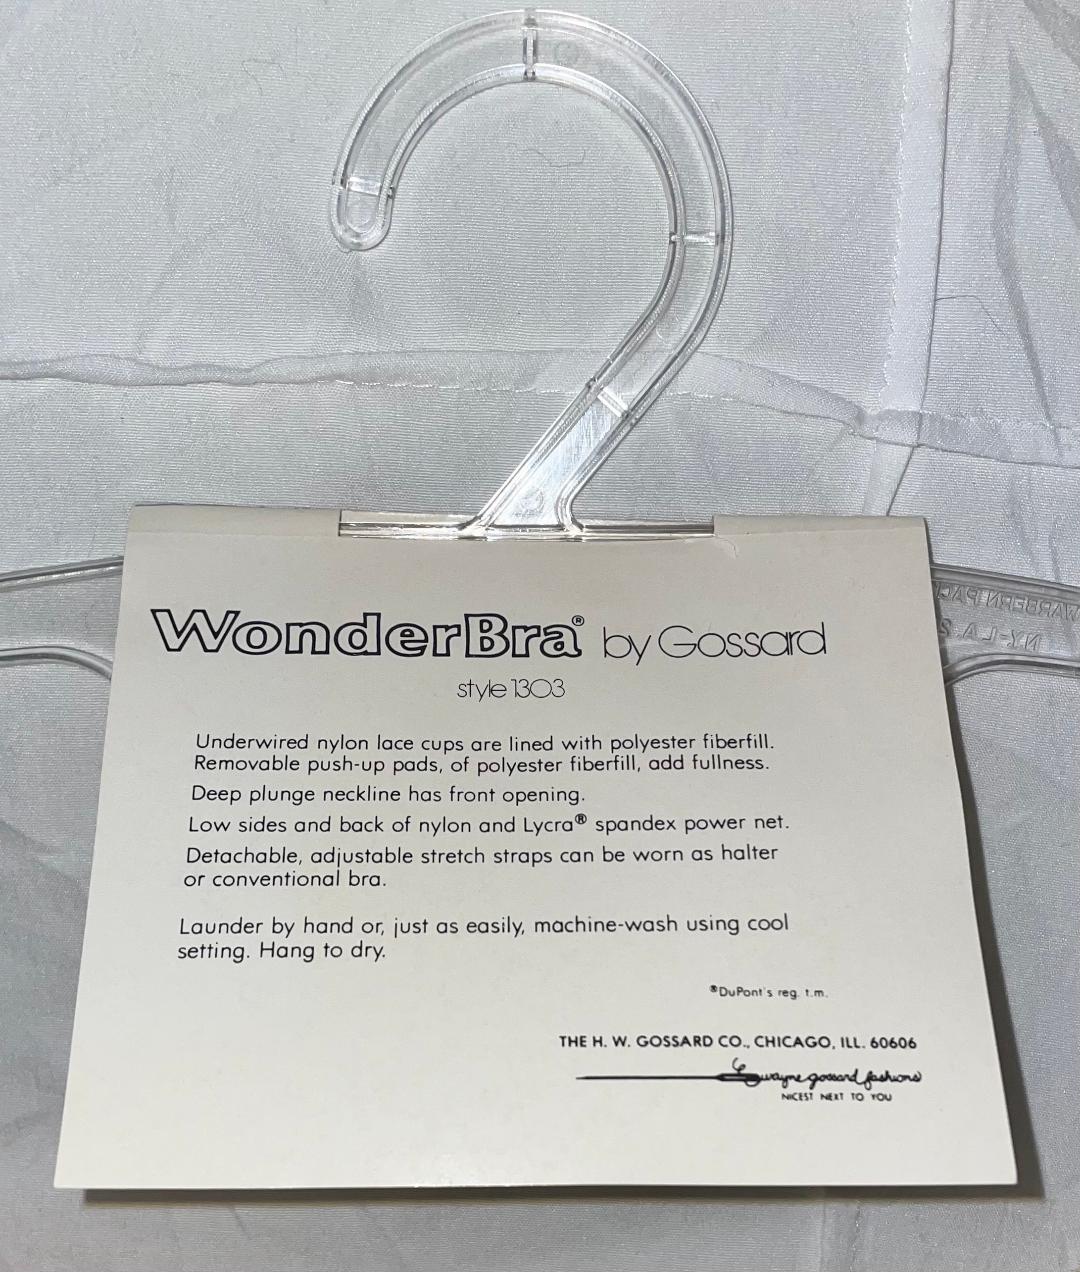 WonderBra® by Gossard
style 1303
Underwired nylon lace cups are lined with polyester fiberfill.
Removable push-up pads, of polyester fiberfill, add fullness.
Deep plunge neckline has front opening.
Low sides and back of nylon and Lycra® spandex power net.
Detachable, adjustable stretch straps can be worn as halter
or conventional bra.
Launder by hand or, just as easily, machine-wash using cool
setting. Hang to dry.
®DuPont's reg. t.m.
THE H. W. GOSSARD CO., CHICAGO, ILL. 60606
wayne gossard fashions
NICEST NEXT TO YOU